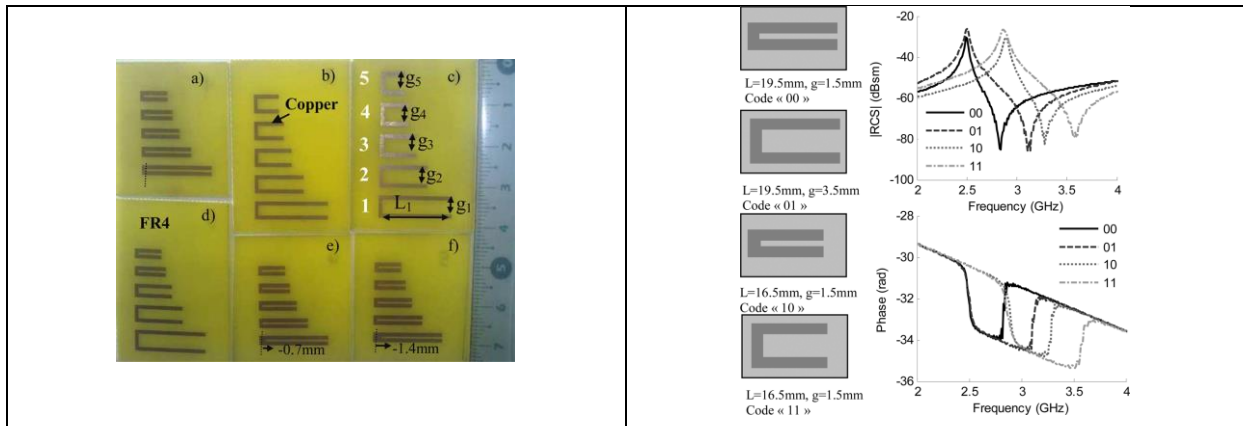 a)
b)
c)
Copper
5
g5
4
g4
3
g3
2
g2
1
L1
g1
d)
FR4
e)
f)
-0.7mm
-1.4mm
L=19.5mm, g=1.5mm
Code « 00 »
L=19.5mm, g=3.5mm
Code « 01 »
L=16.5mm, g=1.5mm
Code « 10 »
L=16.5mm, g=1.5mm
Code « 11 »
-20
-40
-60
-80
-100
|RCS| (dBsm)
00
01
10
11
2
2.5
3
3.5
4
Frequency (GHz)
-28
-30
-32
-34
-36
Phase (rad)
00
01
10
11
2
2.5
3
3.5
4
Frequency (GHz)